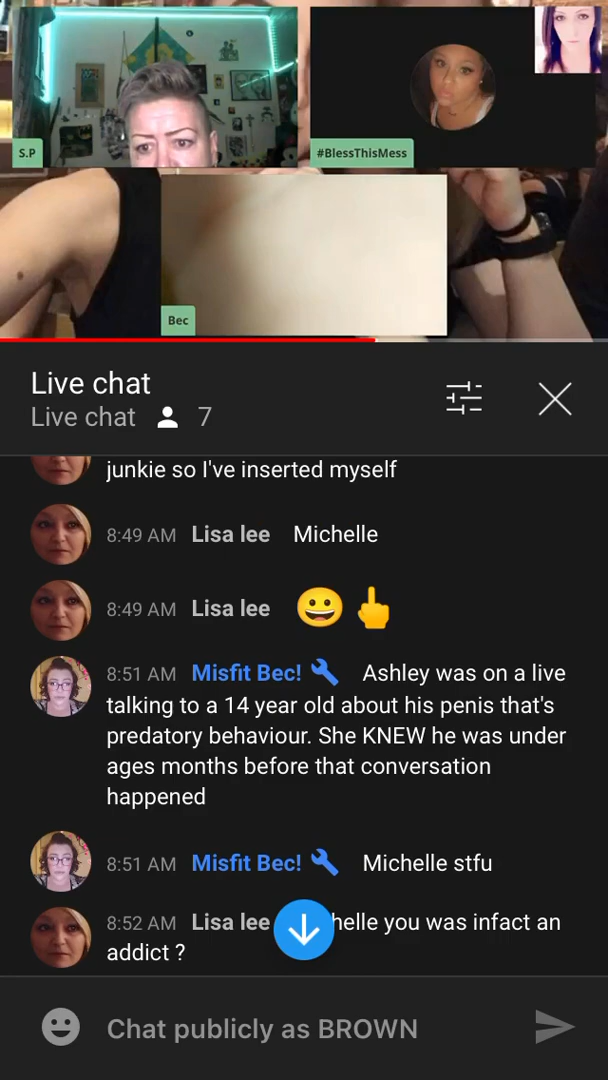 S.P
#BlessThisMess
Bec
Live chat
Live chat 7
junkie so I've inserted myself
8:49 AM Lisa lee Michelle
8:49 AM Lisa lee 😀🖕
8:51 AM Misfit Bec! 🔧 Ashley was on a live
talking to a 14 year old about his penis that's
predatory behaviour. She KNEW he was under
ages months before that conversation
happened
8:51 AM Misfit Bec! 🔧 Michelle stfu
8:52 AM Lisa lee helle you was infact an
addict ?
Chat publicly as BROWN